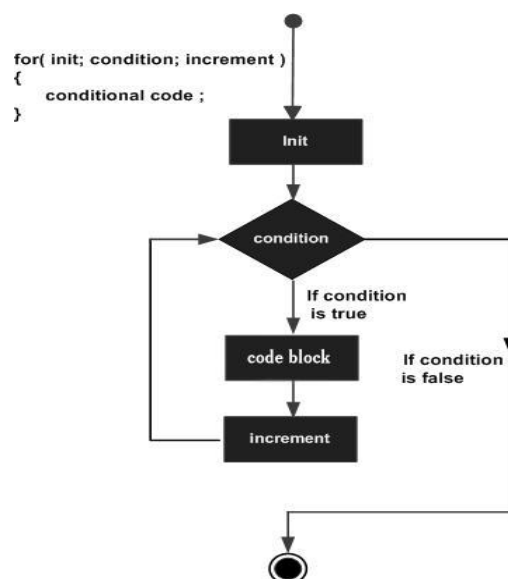 for( init; condition; increment )
{
conditional code ;
}
Init
condition
If condition
is true
code block
If condition
is false
increment